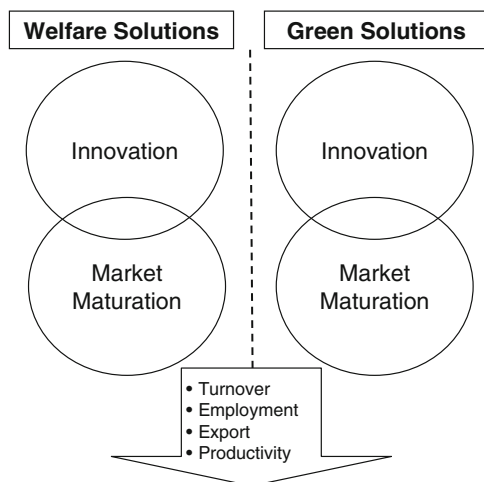 Welfare Solutions
Green Solutions
Innovation
Innovation
Market
Maturation
Market
Maturation
• Turnover
• Employment
• Export
• Productivity